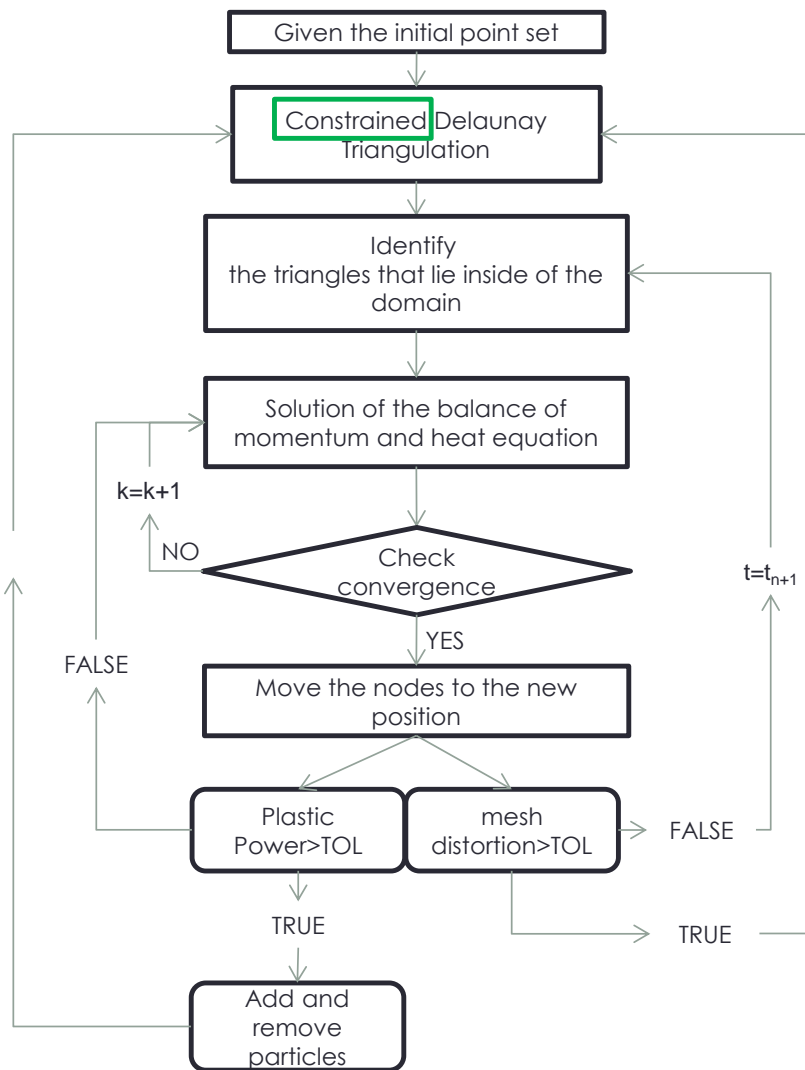 Given the initial point set
Constrained Delaunay
Triangulation
Identify
the triangles that lie inside of the
domain
Solution of the balance of
momentum and heat equation
k=k+1
NO
Check
convergence
t=tₙ₊₁
YES
FALSE
Move the nodes to the new
position
Plastic
Power>TOL
mesh
distortion>TOL
FALSE
TRUE
TRUE
Add and
remove
particles